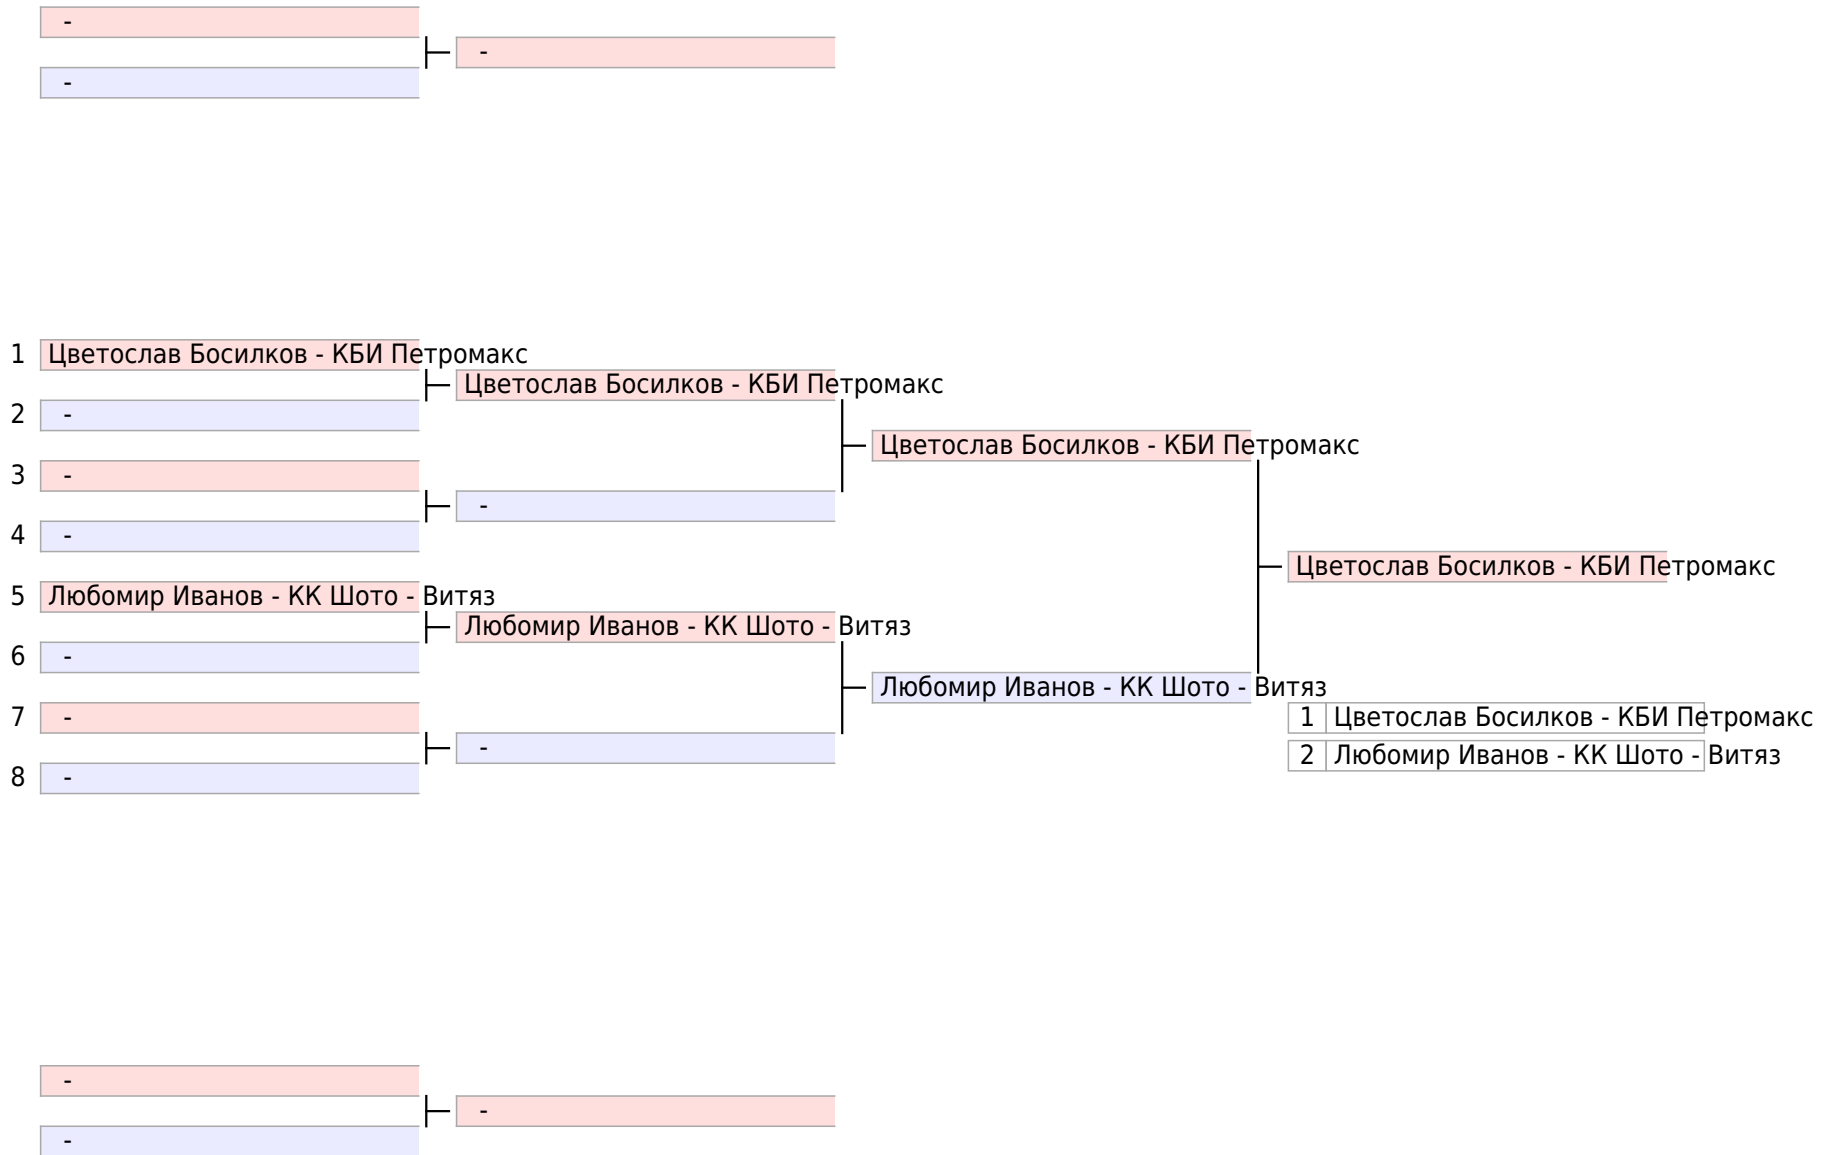 -
-
-
1 Цветослав Босилков - КБИ Петромакс
Цветослав Босилков - КБИ Петромакс
2 -
Цветослав Босилков - КБИ Петромакс
3 -
-
4 -
Цветослав Босилков - КБИ Петромакс
5 Любомир Иванов - КК Шото - Витяз
Любомир Иванов - КК Шото - Витяз
6 -
Любомир Иванов - КК Шото - Витяз
7 -
1 Цветослав Босилков - КБИ Петромакс
-
2 Любомир Иванов - КК Шото - Витяз
8 -
-
-
-